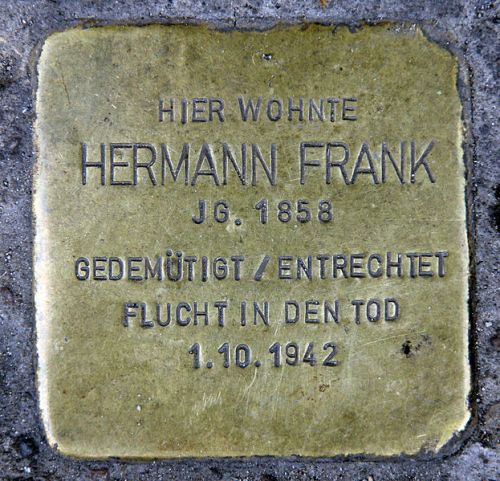 HIER WOHNTE
HERMANN FRANK
JG. 1858
GEDEMÜTIGT / ENTRECHTET
FLUCHT IN DEN TOD
1.10.1942